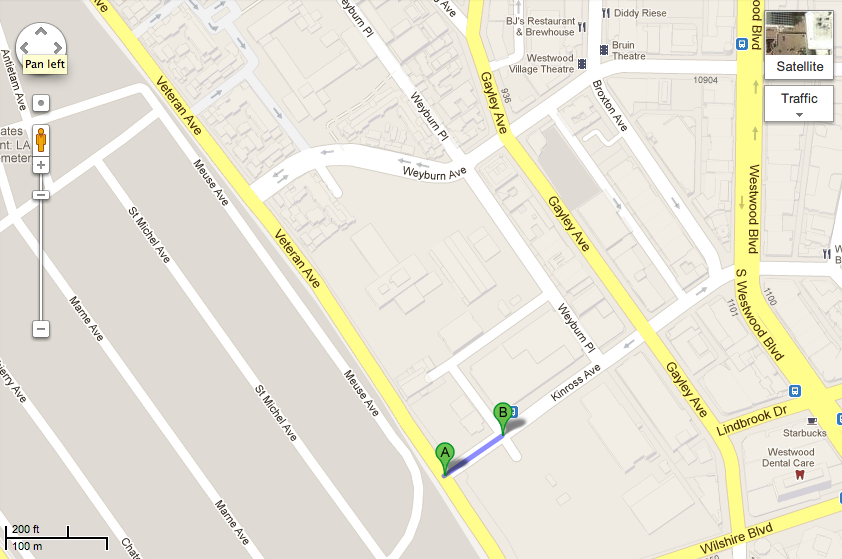 Pan left
Antietam Ave
Veteran Ave
Weyburn Pl
BJ's Restaurant
& Brewhouse
Diddy Riese
Westwood
Village Theatre
Bruin
Theatre
Westwood Blvd
10904
Satellite
Traffic
Gayley Ave
936
Weyburn Pl
Broxton Ave
ates
nt: LA
emeter
Meuse Ave
Weyburn Ave
Westwood Blvd
Gayley Ave
St Michel Ave
Veteran Ave
W
B
S Westwood Blvd
1100
1101
Marne Ave
Weyburn Pl
Kinross Ave
Gayley Ave
Meuse Ave
St Michel Ave
B
A
Lindbrook Dr
Starbucks
Westwood
Dental Care
Marne Ave
Wilshire Blvd
200 ft
100 m